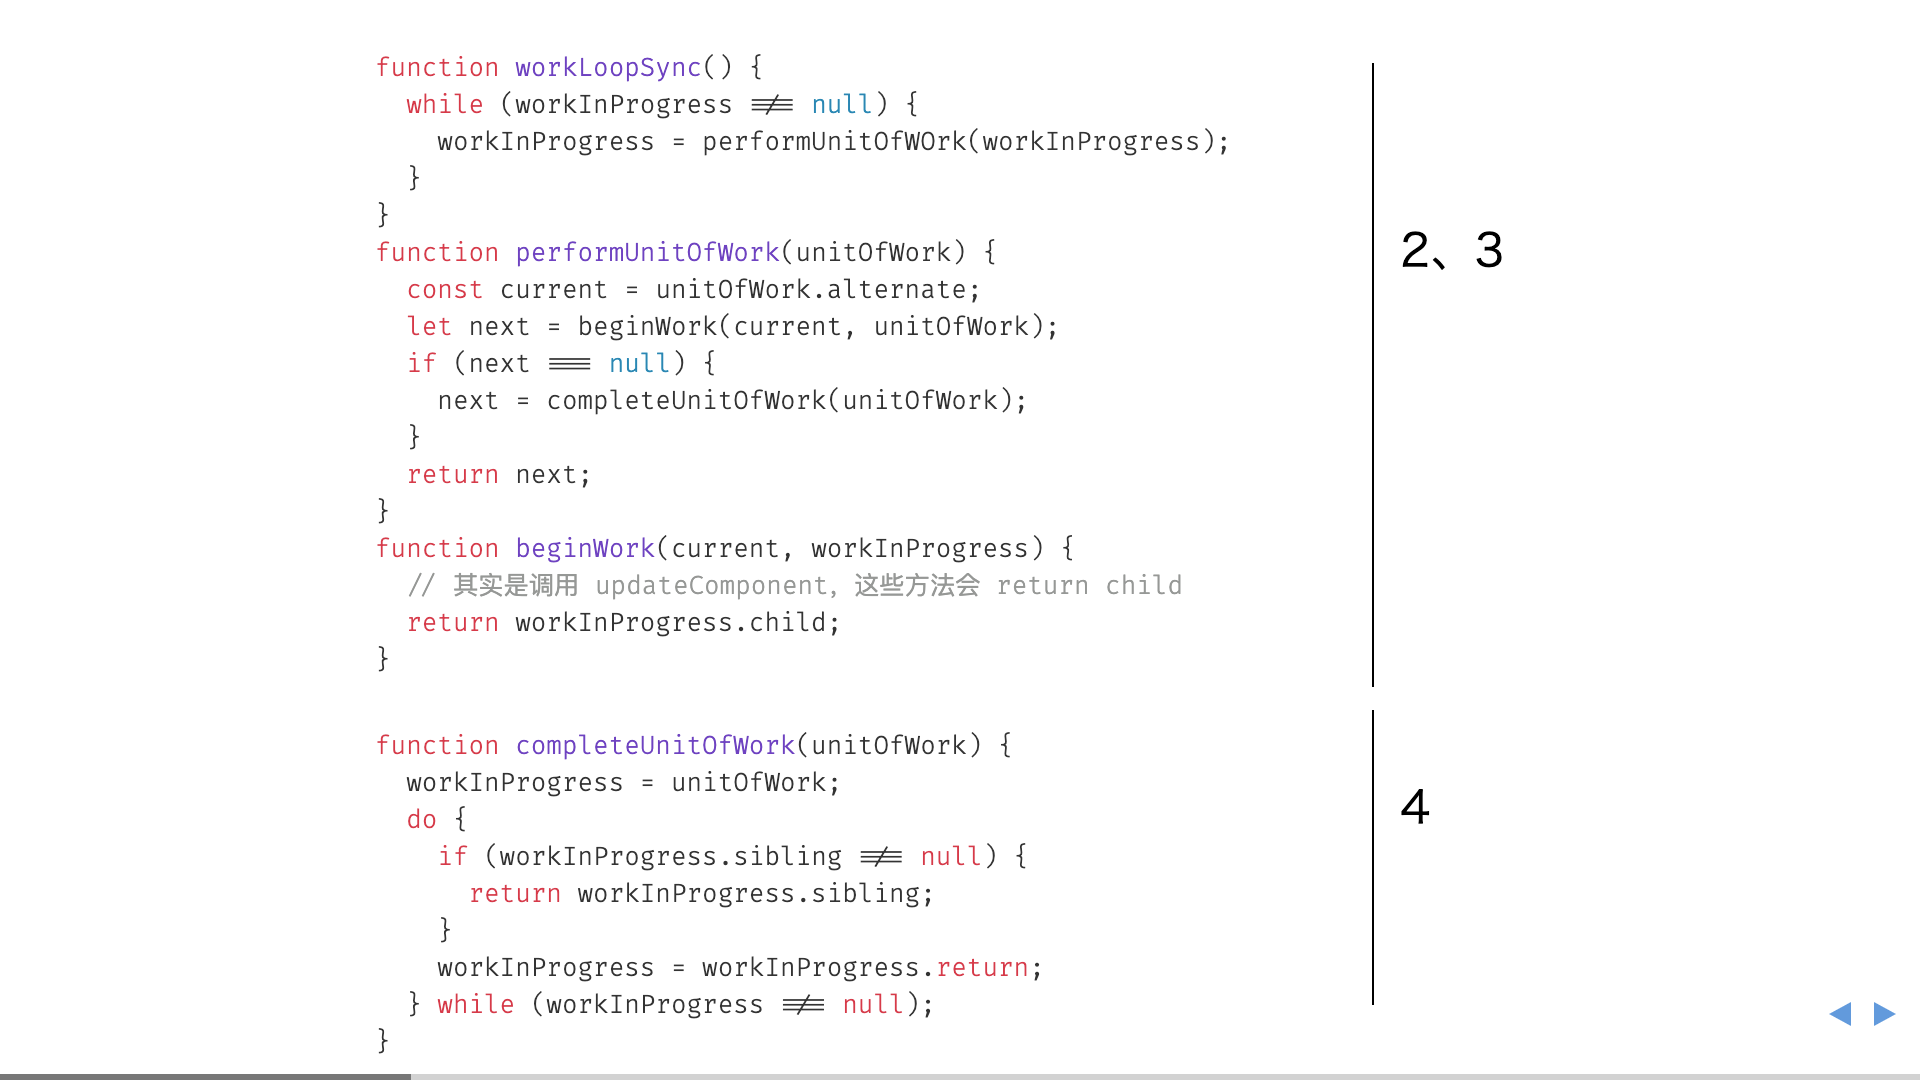 function workLoopSync() {
  while (workInProgress !== null) {
    workInProgress = performUnitOfWOrk(workInProgress);
  }
}
function performUnitOfWork(unitOfWork) {
  const current = unitOfWork.alternate;
  let next = beginWork(current, unitOfWork);
  if (next === null) {
    next = completeUnitOfWork(unitOfWork);
  }
  return next;
}
function beginWork(current, workInProgress) {
  // 其实是调用 updateComponent，这些方法会 return child
  return workInProgress.child;
}
2、3
function completeUnitOfWork(unitOfWork) {
  workInProgress = unitOfWork;
  do {
    if (workInProgress.sibling !== null) {
      return workInProgress.sibling;
    }
    workInProgress = workInProgress.return;
  } while (workInProgress !== null);
}
4